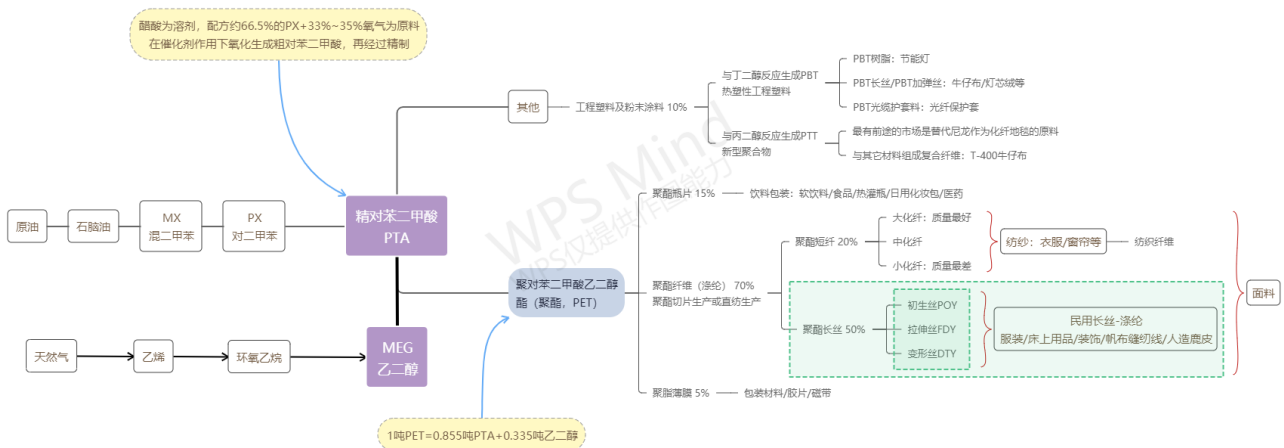 醋酸为溶剂，配方约66.5%的PX+33%~35%氧气为原料
在催化剂作用下氧化生成粗对苯二甲酸，再经过精制
其他
工程塑料及粉末涂料 10%
与丁二醇反应生成PBT
热塑性工程塑料
PBT树脂：节能灯
PBT长丝/PBT加弹丝：牛仔布/灯芯绒等
PBT光缆护套料：光纤保护套
与丙二醇反应生成PTT
新型聚合物
最有前途的市场是替代尼龙作为化纤地毯的原料
与其它材料组成复合纤维：T-400牛仔布
原油
石脑油
MX
混二甲苯
PX
对二甲苯
精对苯二甲酸
PTA
聚酯瓶片 15%
饮料包装：软饮料/食品/热灌瓶/日用化妆包/医药
聚对苯二甲酸乙二醇
酯（聚酯，PET）
聚酯纤维（涤纶） 70%
聚酯切片生产或直纺生产
聚酯短纤 20%
大化纤：质量最好
中化纤
小化纤：质量最差
纺纱：衣服/窗帘等
纺织纤维
聚酯长丝 50%
初生丝POY
拉伸丝FDY
变形丝DTY
民用长丝-涤纶
服装/床上用品/装饰/帆布缝纫线/人造鹿皮
面料
天然气
乙烯
环氧乙烷
MEG
乙二醇
聚脂薄膜 5%
包装材料/胶片/磁带
1吨PET=0.855吨PTA+0.335吨乙二醇
WPS Mind
WPS仅提供作图能力